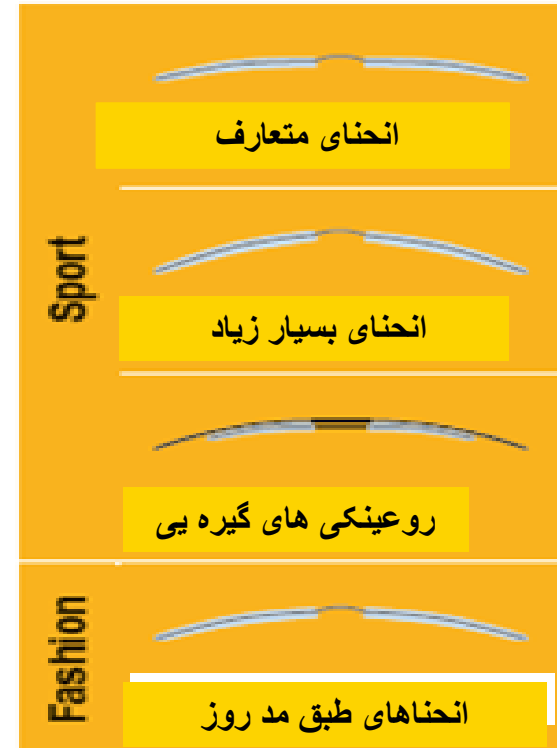 Sport
انحنای متعارف
انحنای بسیار زیاد
روعینکی های گیره یی
Fashion
انحناهای طبق مد روز